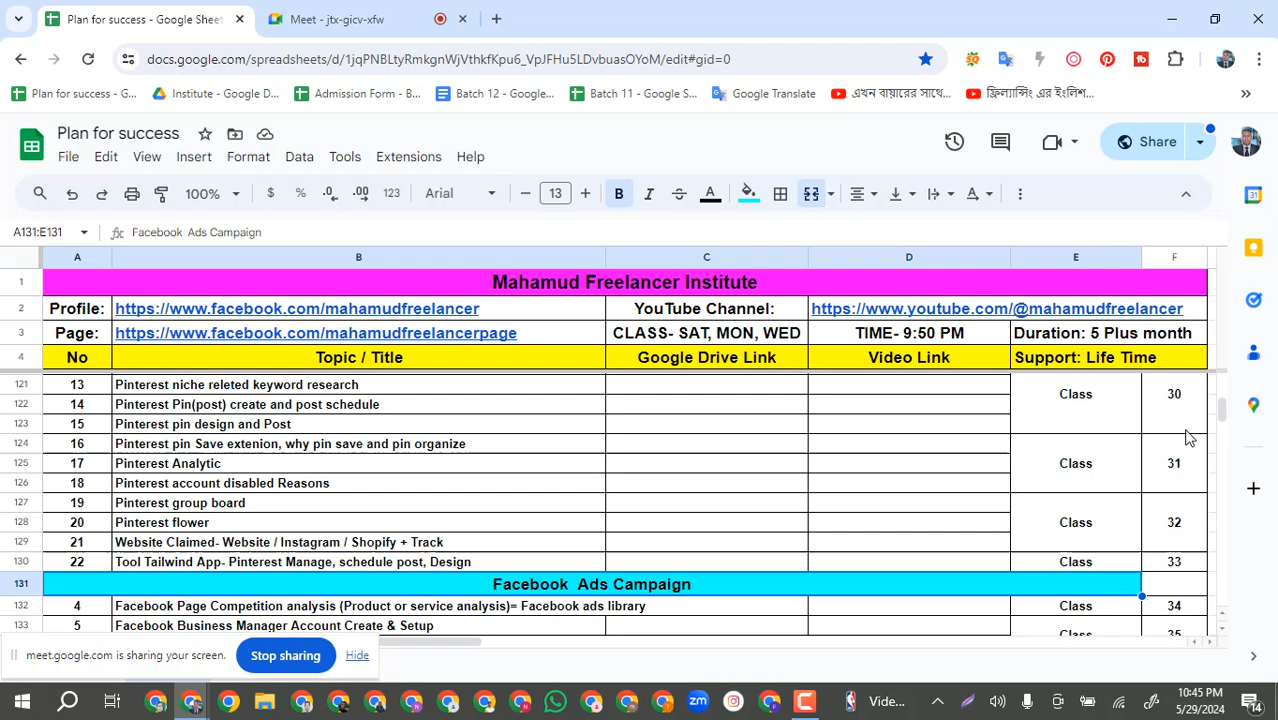 Plan for success - Google Sheet
Meet - jtx-gicv-xfw
docs.google.com/spreadsheets/d/1jqPNBLtyRmkgnWjVthkfKpu6_VpJFHu5LDvbuasOYoM/edit#gid=0
Plan for success - G...
Institute - Google D...
Admission Form - B...
Batch 12 - Google...
Batch 11 - Google S...
Google Translate
এখন বায়ারের সাথে...
ফ্রিল্যান্সিং এর ইংলিশ...
Plan for success
File Edit View Insert Format Data Tools Extensions Help
Share
100% $ % .0 .00 123 Arial 13 B I A
A131:E131 fx Facebook Ads Campaign
A B C D E F
1 Mahamud Freelancer Institute
2 Profile: https://www.facebook.com/mahamudfreelancer YouTube Channel: https://www.youtube.com/@mahamudfreelancer
3 Page: https://www.facebook.com/mahamudfreelancerpage CLASS- SAT, MON, WED TIME- 9:50 PM Duration: 5 Plus month
4 No Topic / Title Google Drive Link Video Link Support: Life Time
121 13 Pinterest niche releted keyword research
122 14 Pinterest Pin(post) create and post schedule Class 30
123 15 Pinterest pin design and Post
124 16 Pinterest pin Save extenion, why pin save and pin organize
125 17 Pinterest Analytic Class 31
126 18 Pinterest account disabled Reasons
127 19 Pinterest group board
128 20 Pinterest flower Class 32
129 21 Website Claimed- Website / Instagram / Shopify + Track
130 22 Tool Tailwind App- Pinterest Manage, schedule post, Design Class 33
131 Facebook Ads Campaign
132 4 Facebook Page Competition analysis (Product or service analysis)= Facebook ads library Class 34
133 5 Facebook Business Manager Account Create & Setup Class 35
meet.google.com is sharing your screen. Stop sharing Hide
Vide...
10:45 PM
5/29/2024
14